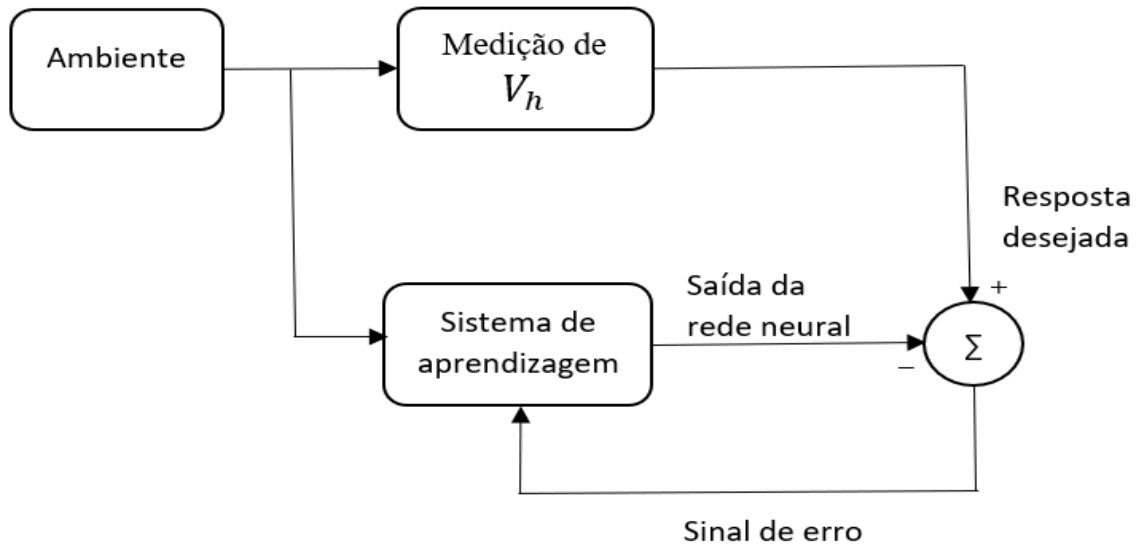 Ambiente
Medição de
V_h
Resposta
desejada
Saída da
rede neural
+
−
Σ
Sistema de
aprendizagem
Sinal de erro